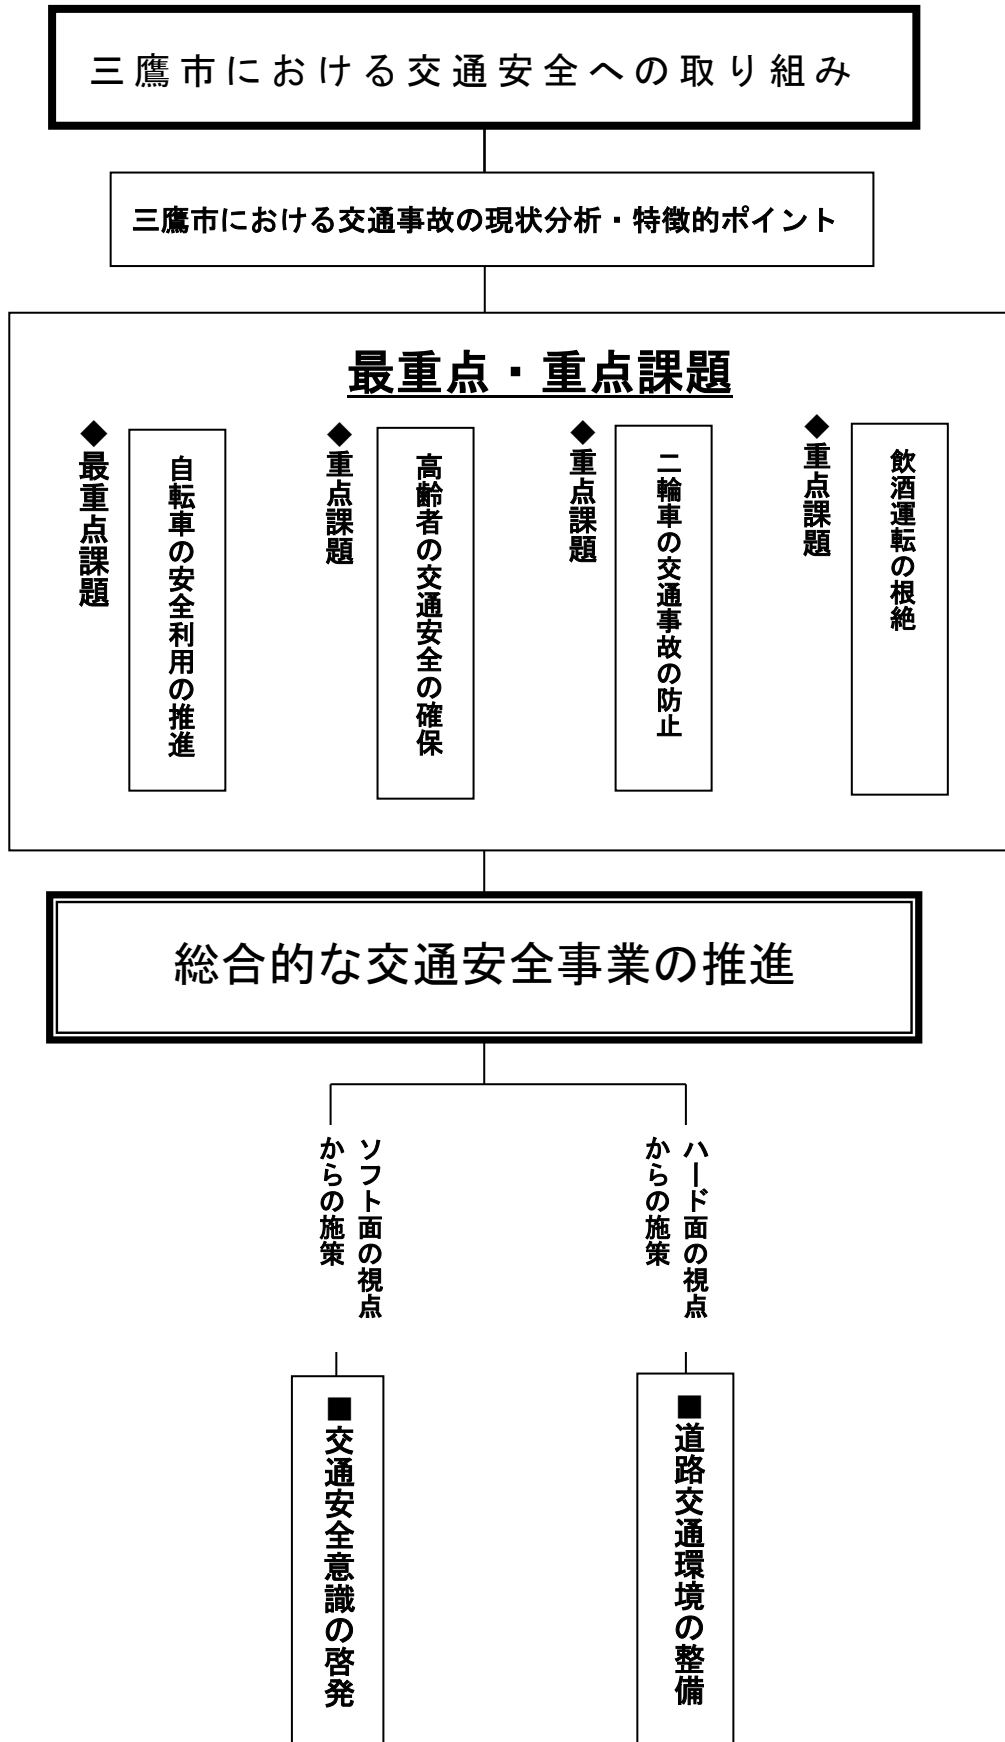 三鷹市における交通安全への取り組み
三鷹市における交通事故の現状分析・特徴的ポイント
最重点・重点課題
◆最重点課題
自転車の安全利用の推進
◆重点課題
高齢者の交通安全の確保
◆重点課題
二輪車の交通事故の防止
◆重点課題
飲酒運転の根絶
総合的な交通安全事業の推進
ソフト面の視点
からの施策
■交通安全意識の啓発
ハード面の視点
からの施策
■道路交通環境の整備